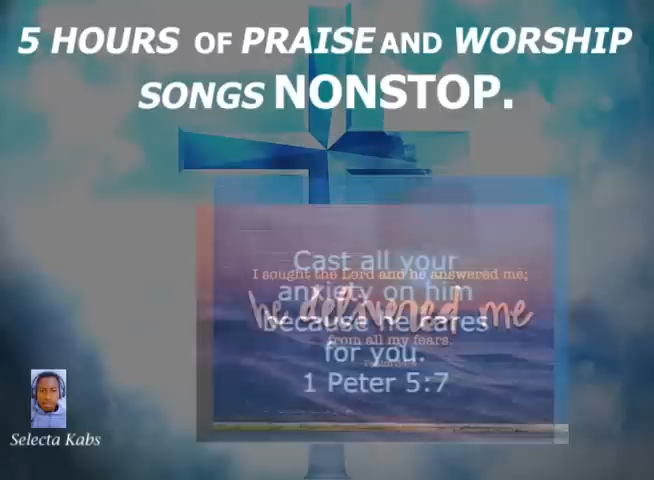 5 HOURS OF PRAISE AND WORSHIP
SONGS NONSTOP.
Cast all your
I sought the Lord and he answered me;
anxiety on him
he delivered me
because he cares
from all my fears.
for you.
1 Peter 5:7
Selecta Kabs